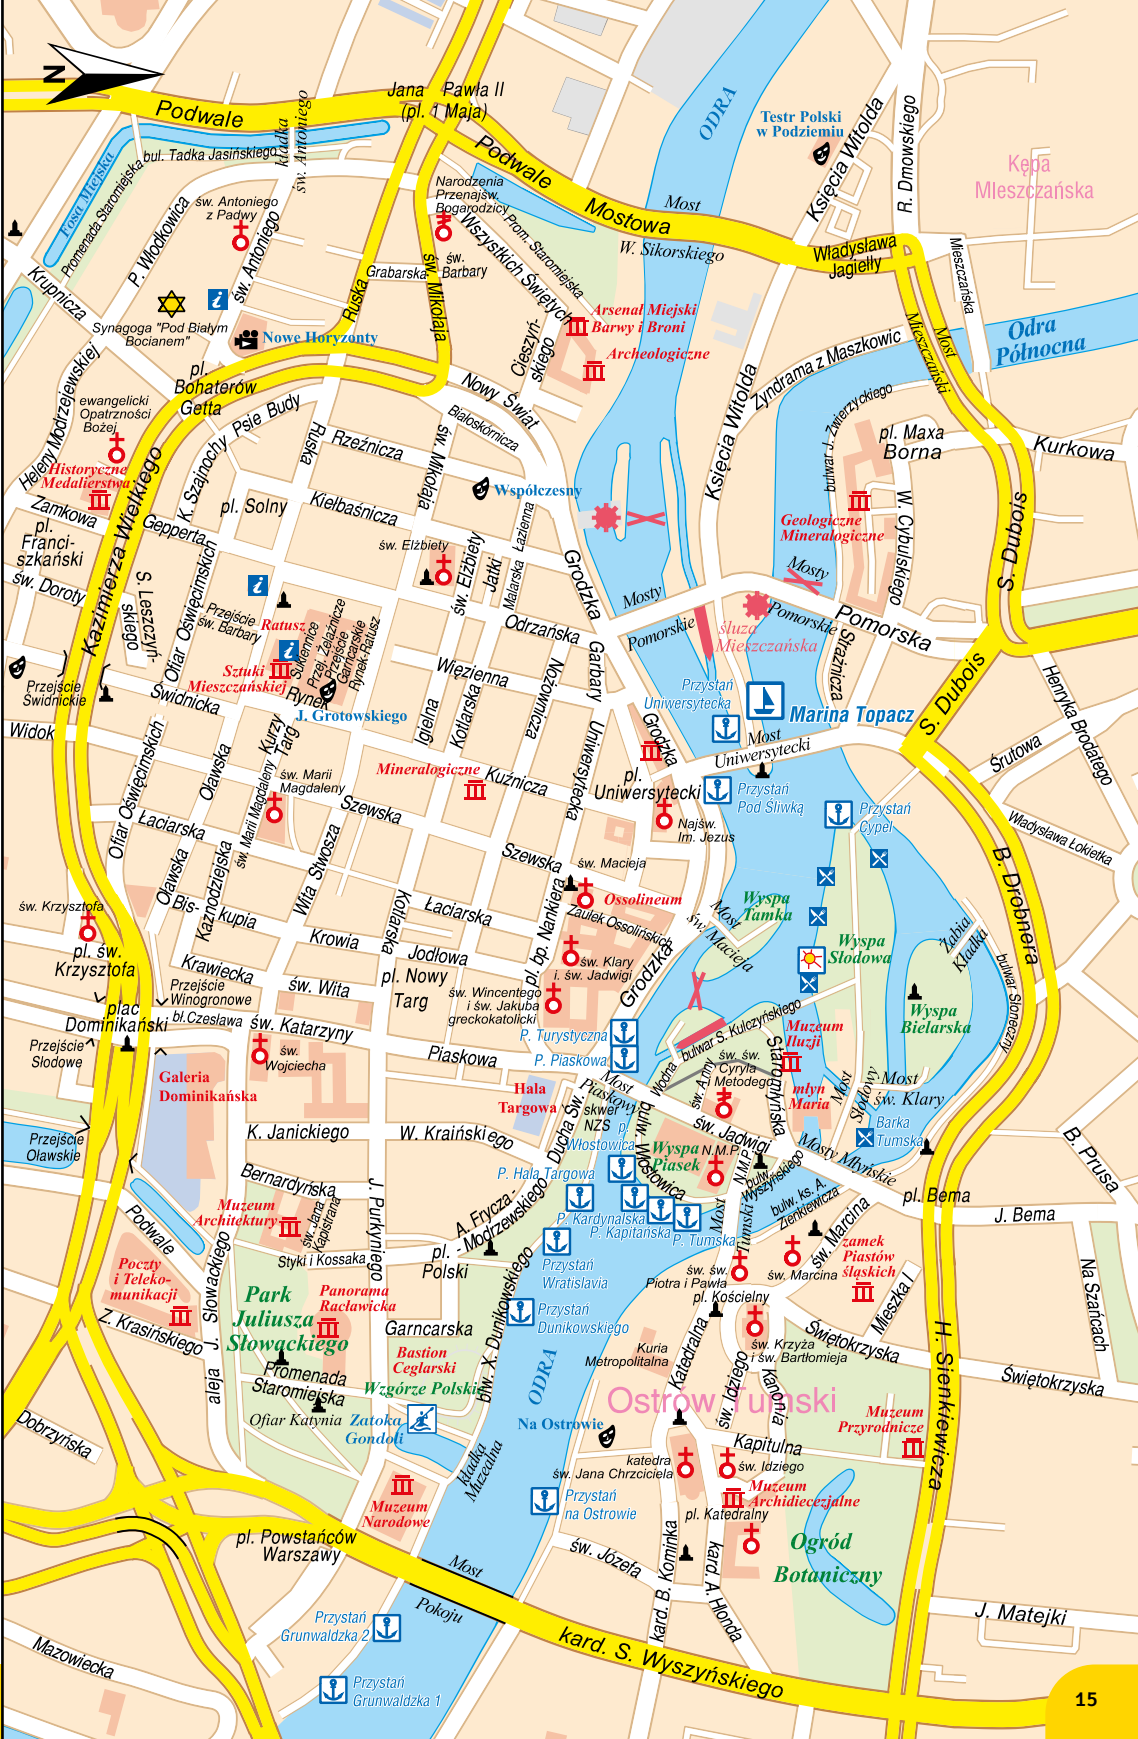 N
Podwale
Jana Pawła II
(pl. 1 Maja)
kładka
św. Antoniego
bul. Tadka Jasińskiego
Fosa Miejska
Promenada Staromiejska
ODRA
Testr Polski
w Podziemiu
Księcia Witolda
R. Dmowskiego
Kępa
MIeszczańska
Podwale
Mostowa
Most
W. Sikorskiego
Władysława
Jagiełły
Mieszczańska
św. Antoniego
z Padwy
P. Włodkowica
św. Antoniego
Narodzenia
Przenajśw.
Bogarodzicy
Prom. Staromiejska
Wszystkich Świętych
Grabarska
św.
Barbary
św. Mikołaja
Ruska
Krupnicza
Synagoga "Pod Białym
Bocianem"
Nowe Horyzonty
Arsenał Miejski
Barwy i Broni
Archeologiczne
Cieszyń-
skiego
Odra
Północna
Most
Mieszczański
Zyndrama z Maszkowic
Księcia Witolda
bulwar J. Zwierzyckiego
pl.
Bohaterów
Getta
Heleny Modrzejewskiej
ewangelicki
Opatrzności
Bożej
Psie Budy
K. Szajnochy
Nowy Świat
Białoskórnicza
Ruska
Rzeźnicza
św. Mikołaja
pl. Maxa
Borna
Kurkowa
Historyczne
Medalierstwa
Zamkowa
pl.
Franci-
szkański
św. Doroty
Kazimierza Wielkiego
Gepperta
pl. Solny
Kiełbaśnicza
Współczesny
Malarska
Łazienna
Geologiczne
Mineralogiczne
W. Cybulskiego
S. Dubois
św. Elżbiety
św. Elżbiety
Jatki
Grodzka
Mosty
Pomorskie
Mosty
Pomorskie
Pomorska
S. Leszczyń-
skiego
Ofiar Oświęcimskich
Przejście
św. Barbary
Ratusz
Sukiennice
Przej. Żelaźnicze
Przejście
Garncarskie
Rynek-Ratusz
Odrzańska
śluza
Mieszczańska
Strażnicza
Przejście
Świdnickie
Sztuki
Mieszczańskiej
Rynek
J. Grotowskiego
Więzienna
Nożownicza
Garbary
Przystań
Uniwersytecka
Marina Topacz
S. Dubois
Henryka Brodatego
Widok
Świdnicka
Kurzy
Targ
Igielna
Kotlarska
Uniwersytecka
Grodzka
Most
Uniwersytecki
Śrutowa
Ofiar Oświęcimskich
Oławska
św. Marii
Magdaleny
św. Marii Magdaleny
Mineralogiczne
Kuźnicza
pl.
Uniwersytecki
Przystań
Pod Śliwką
Przystań
Cypel
Władysława Łokietka
Łaciarska
Szewska
Najśw.
Im. Jezus
B. Drobnera
Oławska
Kaznodziejska
Wita Stwosza
Szewska
św. Macieja
Ossolineum
Zaułek Ossolińskich
Most
św. Macieja
Wyspa
Tamka
Wyspa
Słodowa
Żabia
Kładka
św. Krzysztofa
pl. św.
Krzysztofa
Bis-
kupia
Krowia
Kotlarska
Łaciarska
Jodłowa
pl. bp. Nankiera
św. Klary
i. św. Jadwigi
Grodzka
Wyspa
Bielarska
bulwar Słoneczny
Krawiecka
Przejście
Winogronowe
św. Wita
pl. Nowy
Targ
św. Wincentego
i św. Jakuba
greckokatolicki
plac
Dominikański
bł.Czesława
św. Katarzyny
P. Turystyczna
P. Piaskowa
bulwar S. Kulczyńskiego
Muzeum
Iluzji
Przejście
Słodowe
św.
Wojciecha
Piaskowa
Most
Piaskowy
Wodna
św. Anny
św. św.
Cyryla
Metodego
Staromłyńska
młyn
Maria
Most
Słodowy
Most
św. Klary
Galeria
Dominikańska
Hala
Targowa
skwer
NZS
p.
Włostowica
św. Jadwigi
Barka
Tumska
Przejście
Oławskie
K. Janickiego
W. Kraińskiego
Ducha Św.
bulw. Włostowica
Wyspa
Piasek
N.M.P.
N.M.P.
bulw.
Wyszyńskiego
Mosty Młyńskie
B. Prusa
Bernardyńska
P. Hala Targowa
P. Kardynalska
P. Kapitańska
P. Tumska
bulw. ks. A.
Zienkiewicza
pl. Bema
J. Bema
Muzeum
Architektury
św. Jana
Kapistrana
J. Purkyniego
A. Frycza -
- Modrzewskiego
pl.
Polski
Most
Tumski
św. Marcina
św. Marcina
zamek
Piastów
śląskich
Na Szańcach
Podwale
Styki i Kossaka
Poczty
i Teleko-
munikacji
Z. Krasińskiego
aleja J. Słowackiego
Park
Juliusza
Słowackiego
Panorama
Racławicka
Garncarska
bulw. X. Dunikowskiego
Przystań
Wratislavia
Przystań
Dunikowskiego
św. św.
Piotra i Pawła
pl. Kościelny
Mieszka I
Świętokrzyska
Świętokrzyska
H. Sienkiewicza
Kuria
Metropolitalna
Katedralna
św. Krzyża
i św. Bartłomieja
św. Idziego
Kanonia
Bastion
Ceglarski
Wzgórze Polskie
Promenada
Staromiejska
Ofiar Katynia
Zatoka
Gondoli
ODRA
Ostrów Tumski
Na Ostrowie
Muzeum
Przyrodnicze
Dobrzyńska
kładka
Muzealna
katedra
św. Jana Chrzciciela
Kapitulna
św. Idziego
Muzeum
Archidiecezjalne
pl. Katedralny
Muzeum
Narodowe
Przystań
na Ostrowie
Ogród
Botaniczny
pl. Powstańców
Warszawy
Most
Pokoju
św. Józefa
kard. B. Kominka
kard. A. Hlonda
J. Matejki
Przystań
Grunwaldzka 2
kard. S. Wyszyńskiego
Mazowiecka
Przystań
Grunwaldzka 1
15